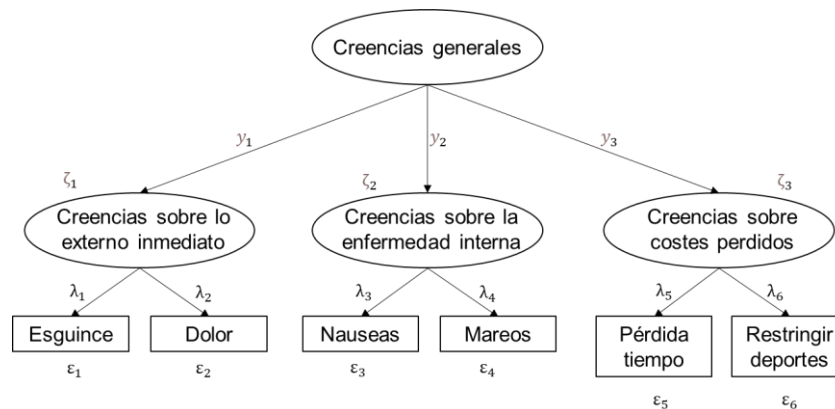 Creencias generales
y₁
y₂
y₃
ζ₁
ζ₂
ζ₃
Creencias sobre lo
externo inmediato
Creencias sobre la
enfermedad interna
Creencias sobre
costes perdidos
λ₁
λ₂
λ₃
λ₄
λ₅
λ₆
Esguince
Dolor
Nauseas
Mareos
Pérdida
tiempo
Restringir
deportes
ε₁
ε₂
ε₃
ε₄
ε₅
ε₆